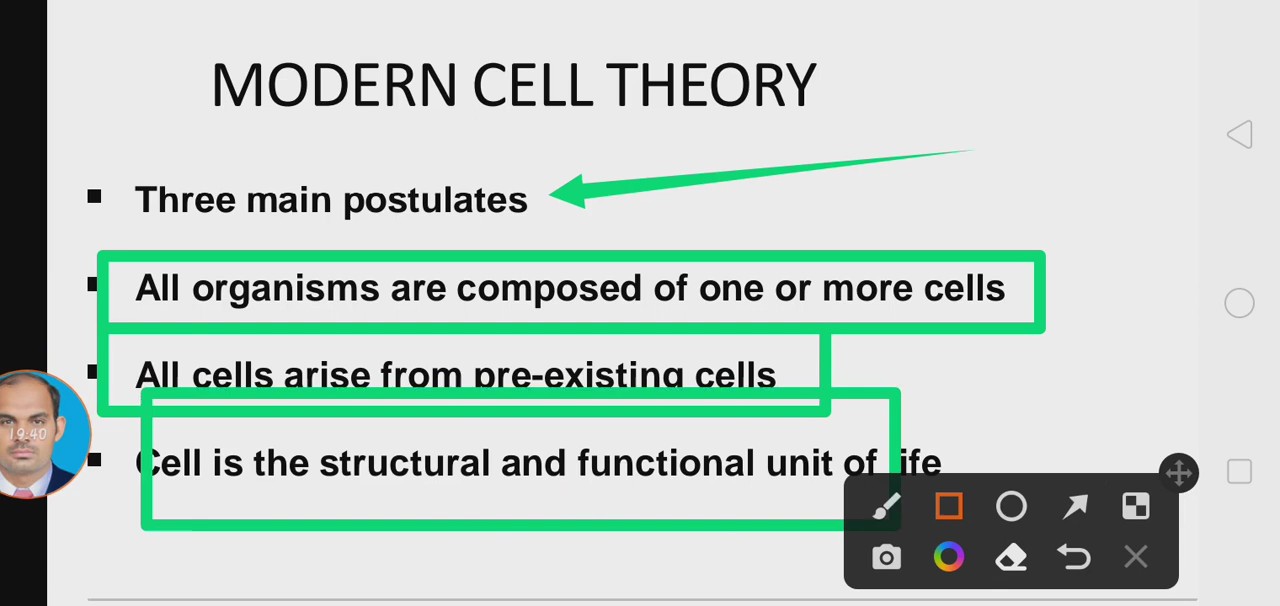 MODERN CELL THEORY
Three main postulates
All organisms are composed of one or more cells
All cells arise from pre-existing cells
19:40
Cell is the structural and functional unit of life